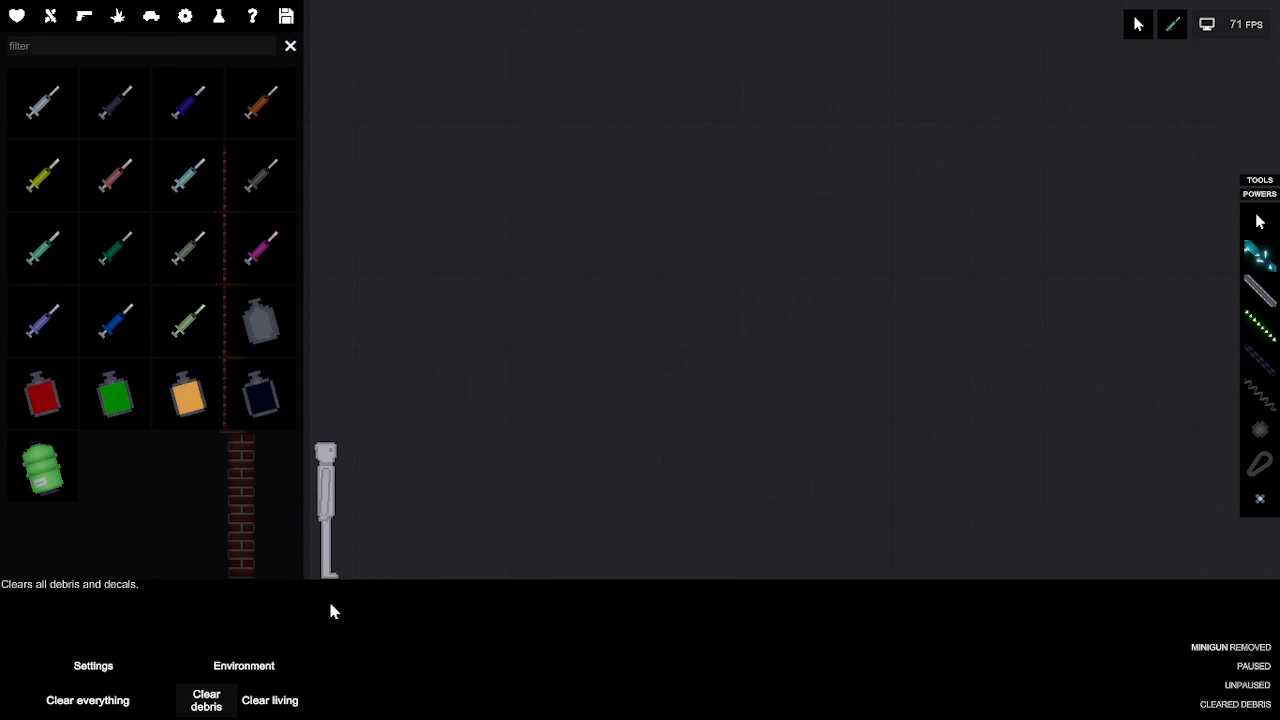 filter
71 FPS
TOOLS
POWERS
Clears all debris and decals.
Settings
Environment
Clear everything
Clear
debris
Clear living
MINIGUN REMOVED
PAUSED
UNPAUSED
CLEARED DEBRIS